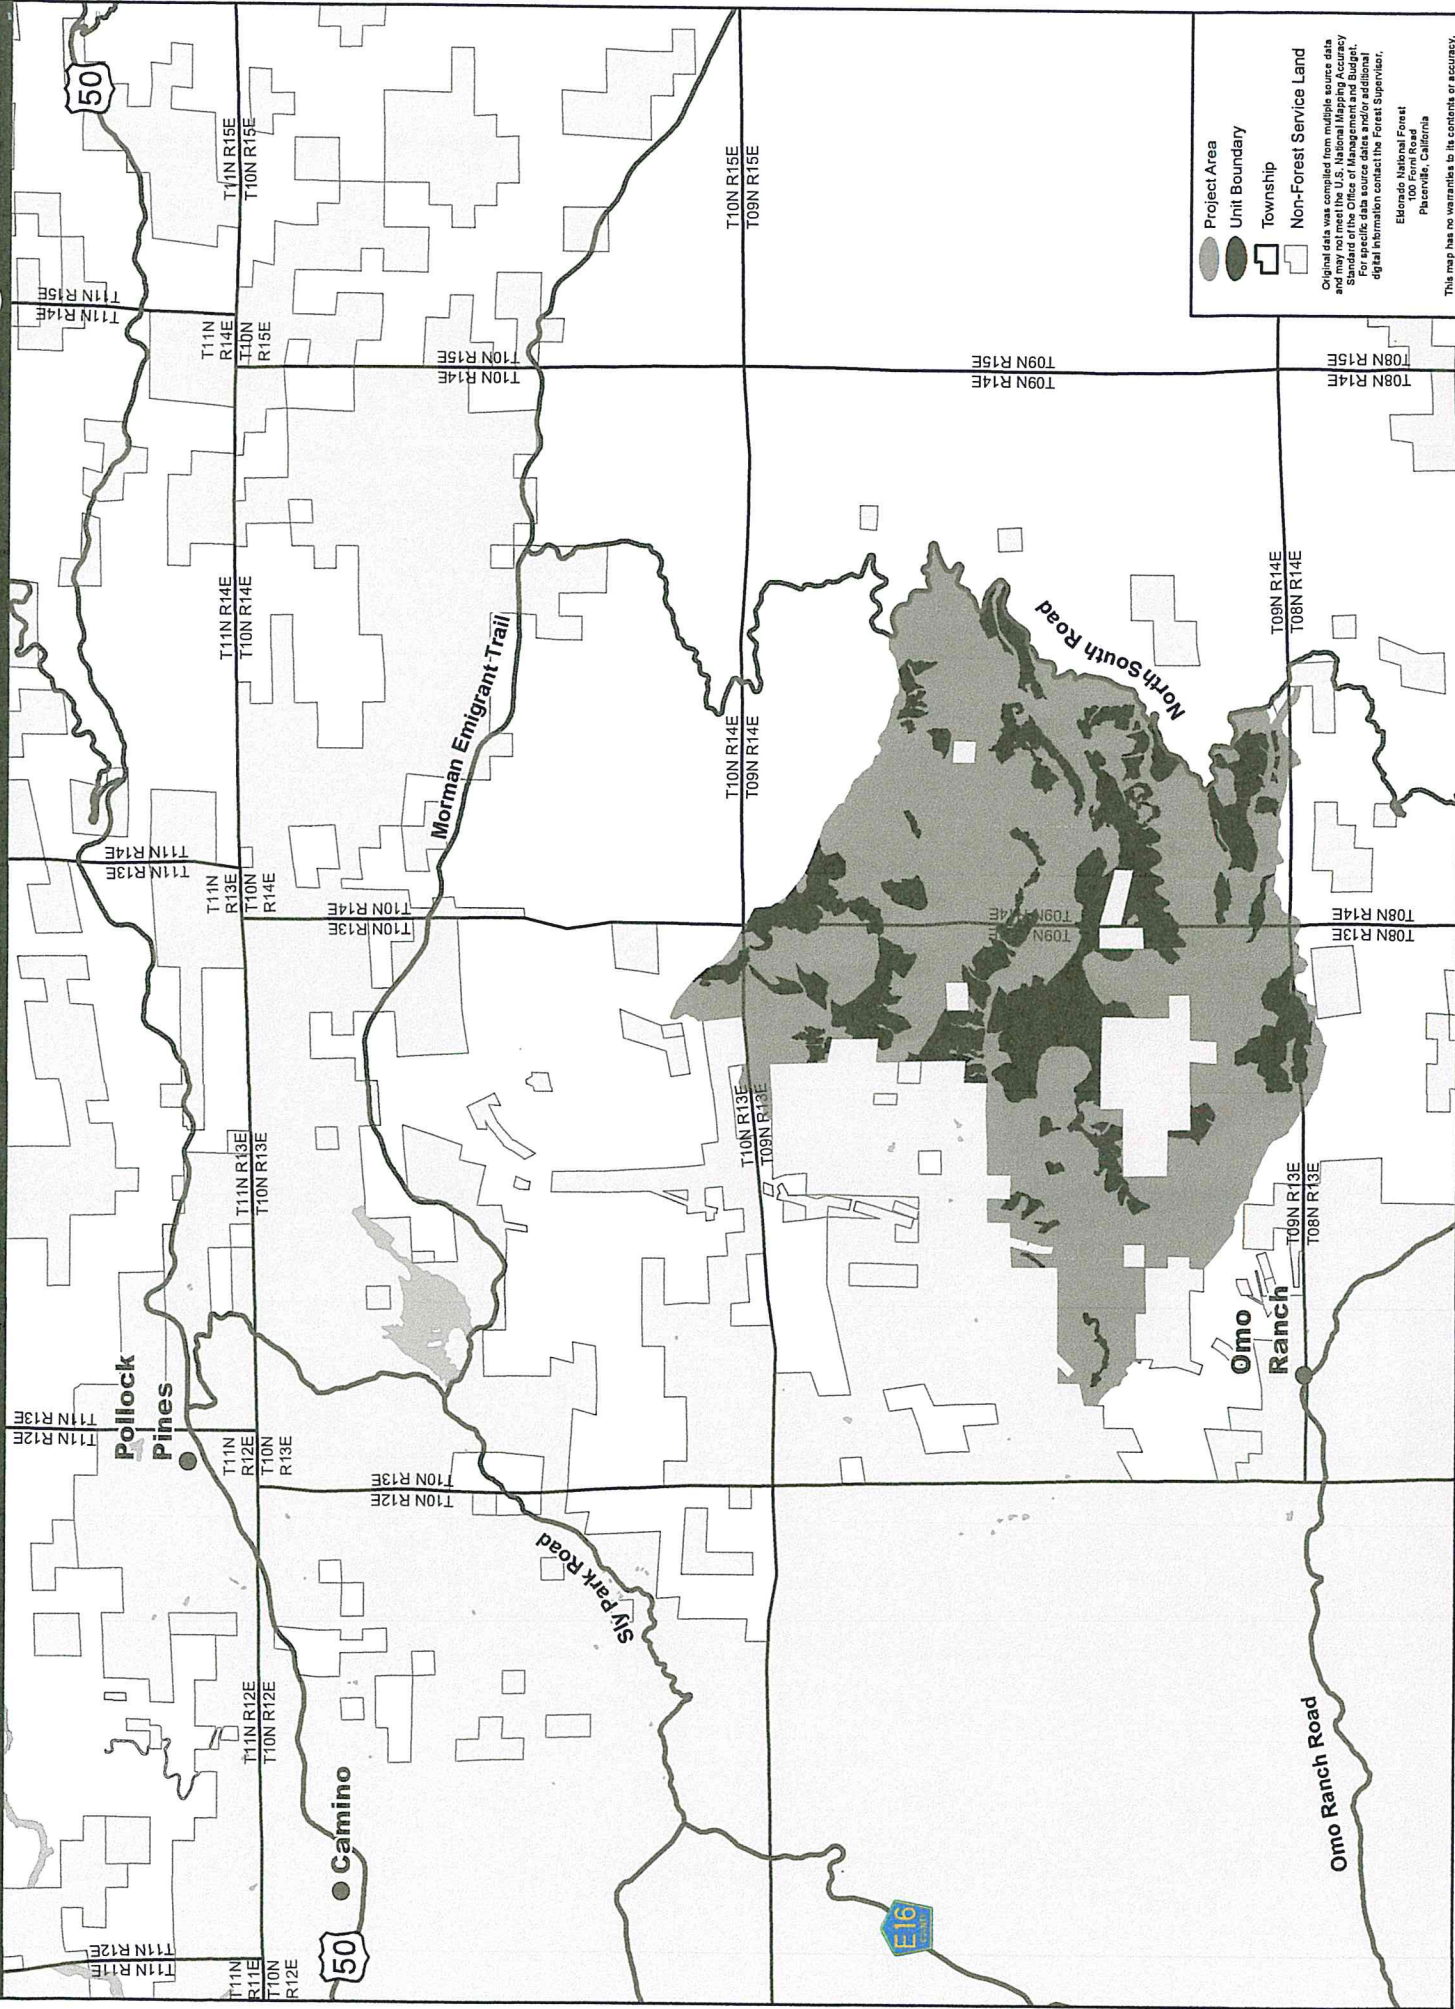 50
T11N R15E
T10N R15E
T11N R14E
T11N R15E
T11N
R14E
T10N
R15E
T10N R14E
T10N R15E
T10N R15E
T09N R15E
T09N R14E
T09N R15E
T08N R14E
T08N R15E
T11N R14E
T10N R14E
T09N R14E
T08N R14E
Morman Emigrant Trail
North South Road
T10N R14E
T09N R14E
T11N R13E
T11N R14E
T11N
R13E
T10N
R14E
T10N R13E
T10N R14E
T09N
T09N R14E
T08N R13E
T08N R14E
T11N R13E
T10N R13E
T10N R13E
T09N R13E
T09N R13E
T08N R13E
Pollock
Pines
T11N R12E
T11N R13E
T11N
R12E
T10N
R13E
T10N R12E
T10N R13E
Omo
Ranch
Sly Park Road
T11N R12E
T10N R12E
Camino
50
T11N R11E
T11N R12E
T11N
R11E
T10N
R12E
E16
Omo Ranch Road
Project Area
Unit Boundary
Township
Non-Forest Service Land
Original data was compiled from multiple source data
and may not meet the U.S. National Mapping Accuracy
Standard of the Office of Management and Budget.
For specific data source dates and/or additional
digital information contact the Forest Supervisor,
Eldorado National Forest
100 Forni Road
Placerville, California
This map has no warranties to its contents or accuracy.